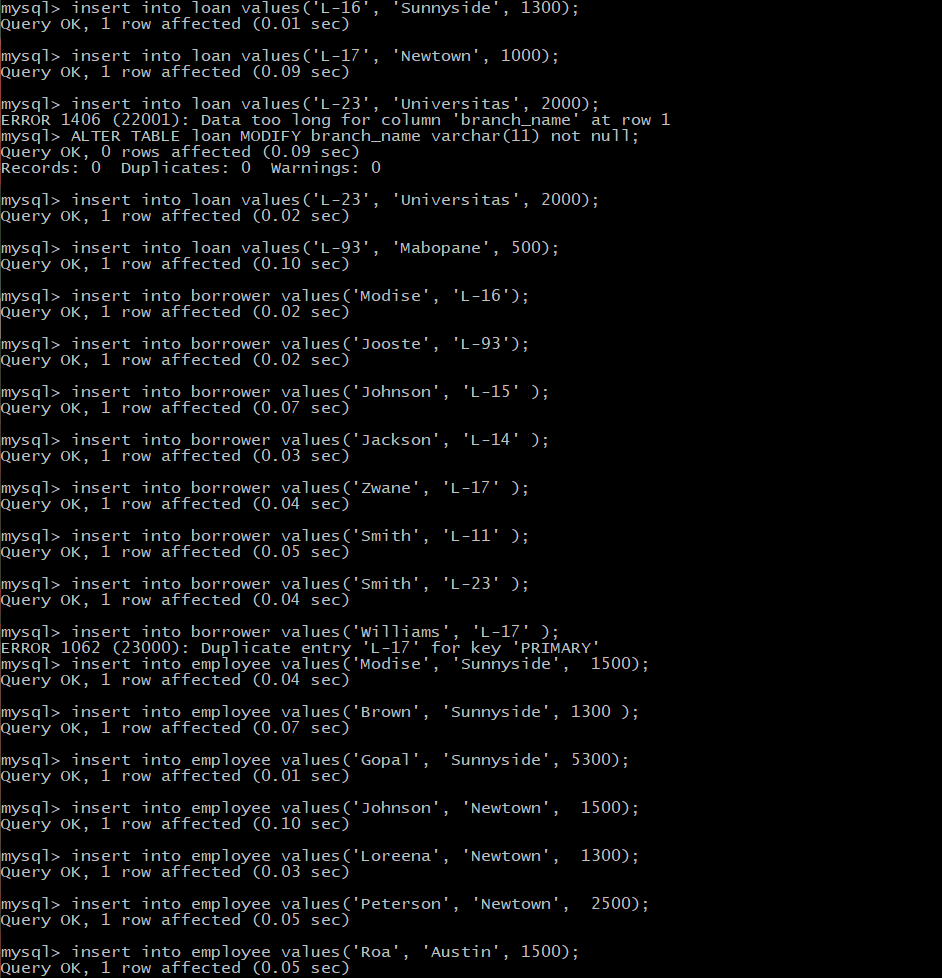 mysql> insert into loan values('L-16', 'Sunnyside', 1300);
Query OK, 1 row affected (0.01 sec)
mysql> insert into loan values('L-17', 'Newtown', 1000);
Query OK, 1 row affected (0.09 sec)
mysql> insert into loan values('L-23', 'Universitas', 2000);
ERROR 1406 (22001): Data too long for column 'branch_name' at row 1
mysql> ALTER TABLE loan MODIFY branch_name varchar(11) not null;
Query OK, 0 rows affected (0.09 sec)
Records: 0  Duplicates: 0  Warnings: 0
mysql> insert into loan values('L-23', 'Universitas', 2000);
Query OK, 1 row affected (0.02 sec)
mysql> insert into loan values('L-93', 'Mabopane', 500);
Query OK, 1 row affected (0.10 sec)
mysql> insert into borrower values('Modise', 'L-16');
Query OK, 1 row affected (0.02 sec)
mysql> insert into borrower values('Jooste', 'L-93');
Query OK, 1 row affected (0.02 sec)
mysql> insert into borrower values('Johnson', 'L-15' );
Query OK, 1 row affected (0.07 sec)
mysql> insert into borrower values('Jackson', 'L-14' );
Query OK, 1 row affected (0.03 sec)
mysql> insert into borrower values('Zwane', 'L-17' );
Query OK, 1 row affected (0.04 sec)
mysql> insert into borrower values('Smith', 'L-11' );
Query OK, 1 row affected (0.05 sec)
mysql> insert into borrower values('Smith', 'L-23' );
Query OK, 1 row affected (0.04 sec)
mysql> insert into borrower values('Williams', 'L-17' );
ERROR 1062 (23000): Duplicate entry 'L-17' for key 'PRIMARY'
mysql> insert into employee values('Modise', 'Sunnyside',  1500);
Query OK, 1 row affected (0.04 sec)
mysql> insert into employee values('Brown', 'Sunnyside', 1300 );
Query OK, 1 row affected (0.07 sec)
mysql> insert into employee values('Gopal', 'Sunnyside', 5300);
Query OK, 1 row affected (0.01 sec)
mysql> insert into employee values('Johnson', 'Newtown',  1500);
Query OK, 1 row affected (0.10 sec)
mysql> insert into employee values('Loreena', 'Newtown',  1300);
Query OK, 1 row affected (0.03 sec)
mysql> insert into employee values('Peterson', 'Newtown',  2500);
Query OK, 1 row affected (0.05 sec)
mysql> insert into employee values('Roa', 'Austin', 1500);
Query OK, 1 row affected (0.05 sec)